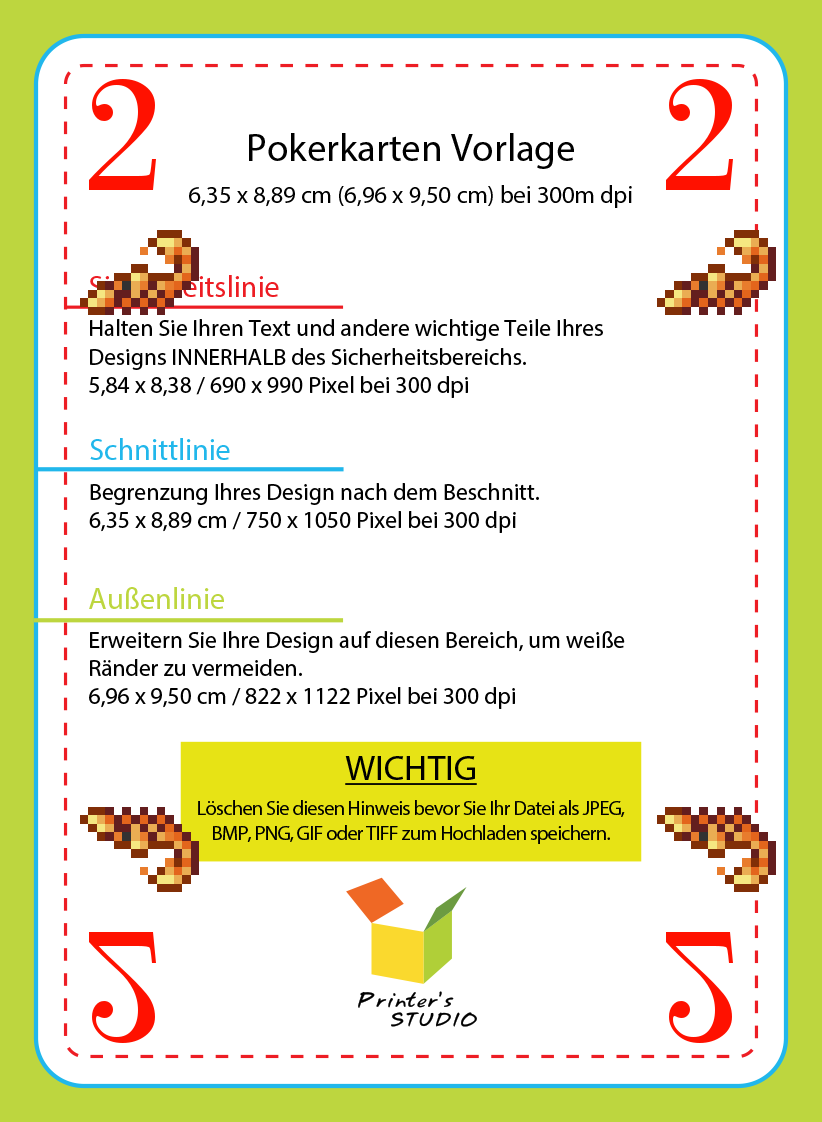 2 2
Pokerkarten Vorlage
6,35 x 8,89 cm (6,96 x 9,50 cm) bei 300m dpi
eitslinie
Halten Sie Ihren Text und andere wichtige Teile Ihres
Designs INNERHALB des Sicherheitsbereichs.
5,84 x 8,38 / 690 x 990 Pixel bei 300 dpi
Schnittlinie
Begrenzung Ihres Design nach dem Beschnitt.
6,35 x 8,89 cm / 750 x 1050 Pixel bei 300 dpi
Außenlinie
Erweitern Sie Ihre Design auf diesen Bereich, um weiße
Ränder zu vermeiden.
6,96 x 9,50 cm / 822 x 1122 Pixel bei 300 dpi
WICHTIG
Löschen Sie diesen Hinweis bevor Sie Ihr Datei als JPEG,
BMP, PNG, GIF oder TIFF zum Hochladen speichern.
Printer's
STUDIO
2 2